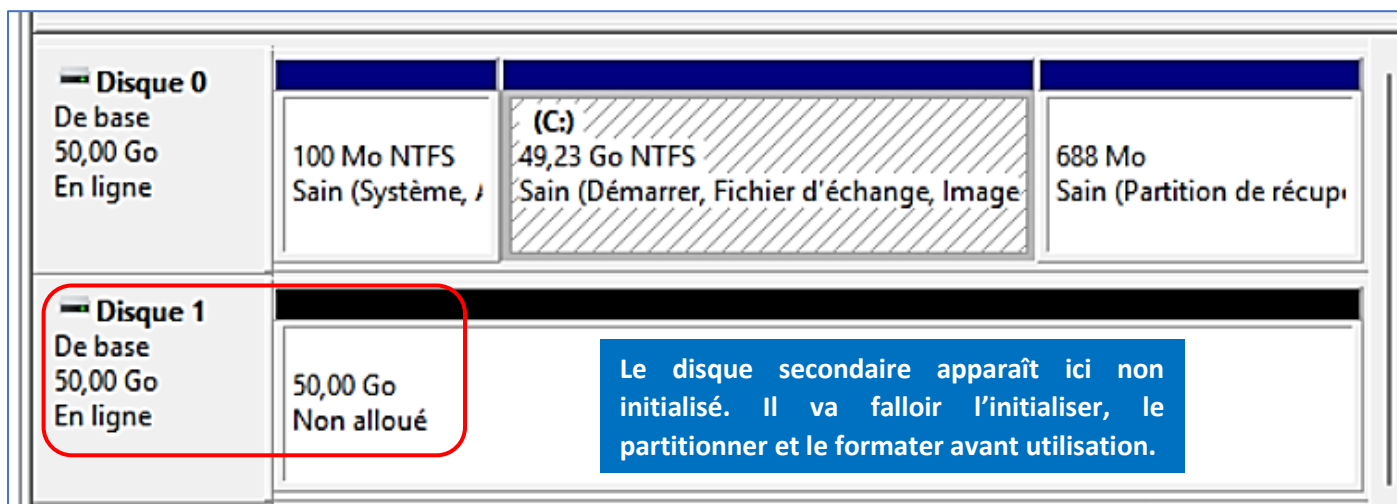 Disque 0
De base
50,00 Go
En ligne
100 Mo NTFS
Sain (Système, A
(C:)
49,23 Go NTFS
Sain (Démarrer, Fichier d'échange, Image
688 Mo
Sain (Partition de récup
Disque 1
De base
50,00 Go
En ligne
50,00 Go
Non alloué
Le disque secondaire apparaît ici non
initialisé. Il va falloir l’initialiser, le
partitionner et le formater avant utilisation.